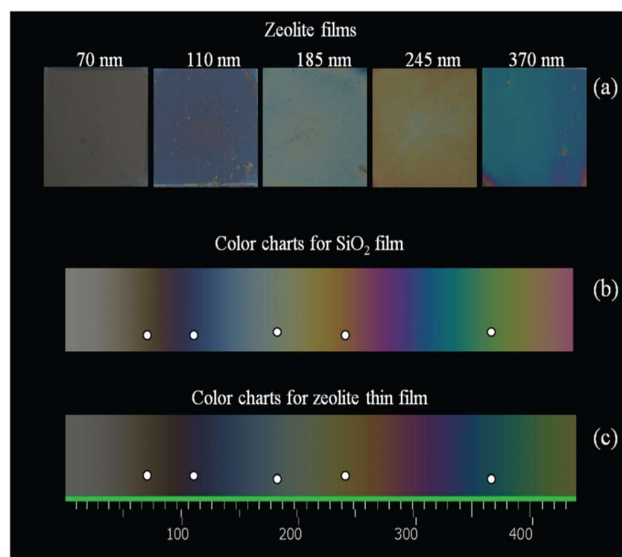 Zeolite films
70 nm 110 nm 185 nm 245 nm 370 nm
(a)
Color charts for SiO₂ film
(b)
Color charts for zeolite thin film
(c)
100 200 300 400